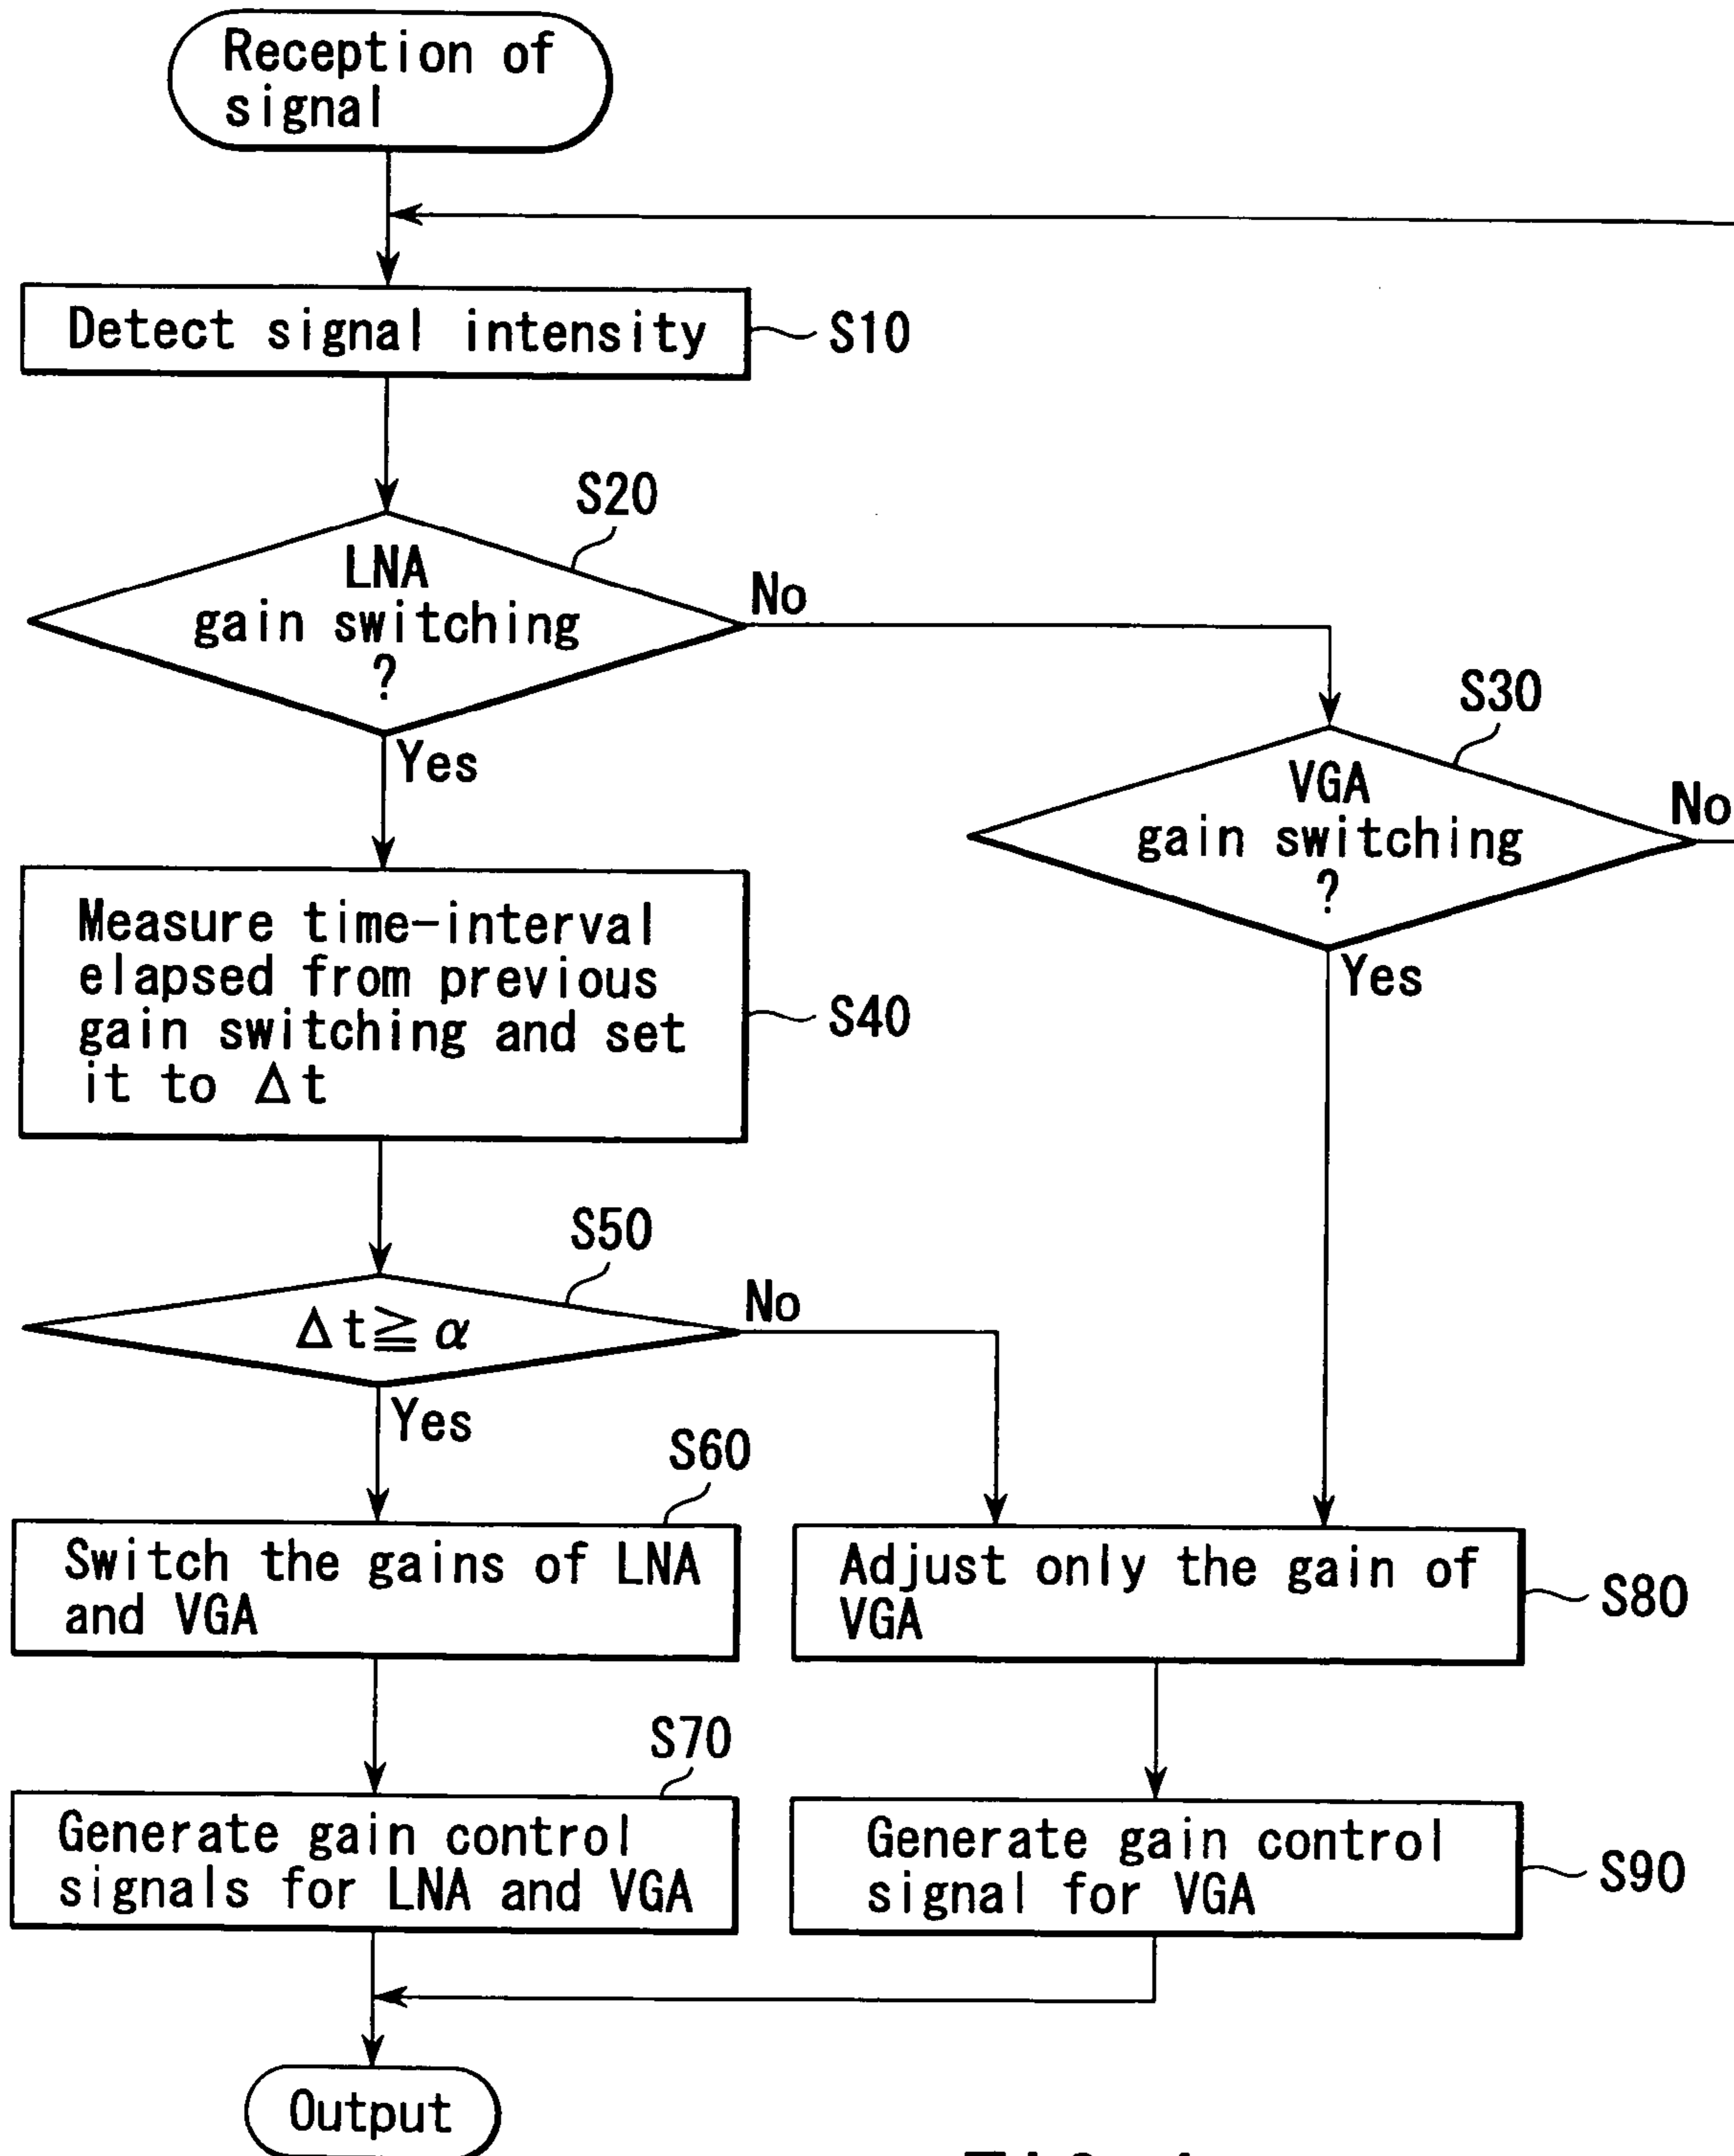 Reception of
signal
Detect signal intensity
S10
S20
LNA
gain switching
?
No
Yes
S30
VGA
gain switching
?
No
Yes
Measure time-interval
elapsed from previous
gain switching and set
it to Δt
S40
S50
Δt≧α
No
Yes
S60
Switch the gains of LNA
and VGA
Adjust only the gain of
VGA
S80
S70
Generate gain control
signals for LNA and VGA
Generate gain control
signal for VGA
S90
Output